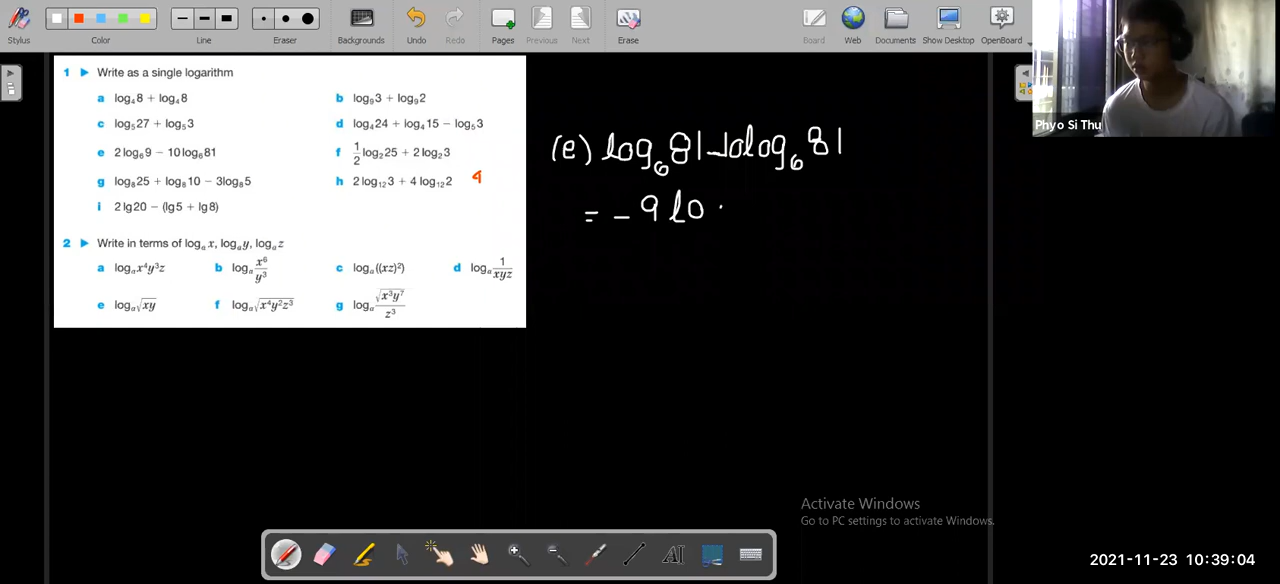 Stylus Color Line Eraser Backgrounds Undo Redo Pages Previous Next Erase Board Web Documents Show Desktop OpenBoard
Phyo Si Thu
1 ▶ Write as a single logarithm
a log₄8 + log₄8
b log₉3 + log₉2
c log₅27 + log₅3
d log₄24 + log₄15 − log₅3
e 2 log₆9 − 10 log₆81
f 1/2 log₂25 + 2 log₂3
g log₈25 + log₈10 − 3log₈5
h 2 log₁₂3 + 4 log₁₂2
9
i 2 lg20 − (lg5 + lg8)
2 ▶ Write in terms of logₐx, logₐy, logₐz
a logₐx⁴y³z
b logₐ x⁶/y³
c logₐ((xz)²)
d logₐ 1/xyz
e logₐ√xy
f logₐ√x⁴y²z³
g logₐ √x³y⁷/z³
(e) log₆81-10log₆81
= -9 lo
Activate Windows
Go to PC settings to activate Windows.
AI
2021-11-23 10:39:04